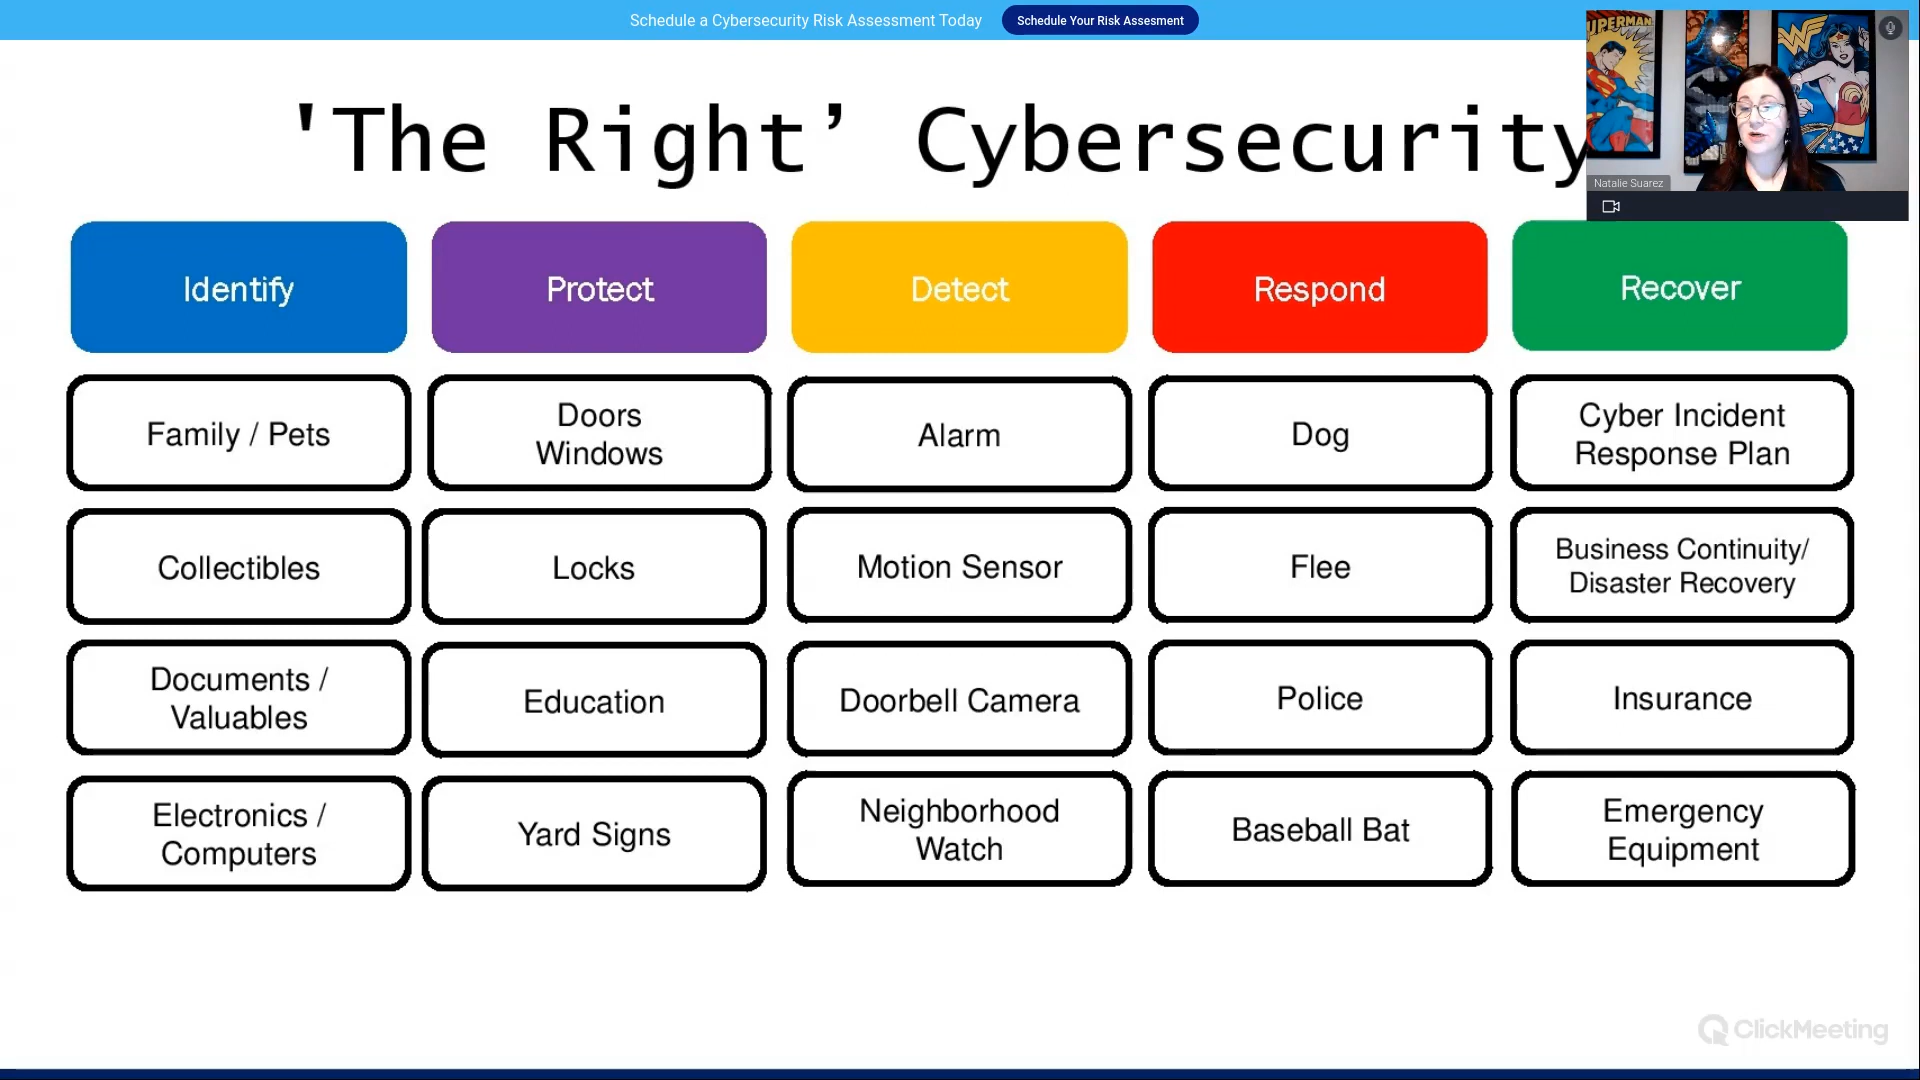 Schedule a Cybersecurity Risk Assessment Today
Schedule Your Risk Assesment
UPERMAN
W
Natalie Suarez
'The Right’ Cybersecurity
Identify
Protect
Detect
Respond
Recover
Family / Pets
Doors
Windows
Alarm
Dog
Cyber Incident
Response Plan
Collectibles
Locks
Motion Sensor
Flee
Business Continuity/
Disaster Recovery
Documents /
Valuables
Education
Doorbell Camera
Police
Insurance
Electronics /
Computers
Yard Signs
Neighborhood
Watch
Baseball Bat
Emergency
Equipment
ClickMeeting